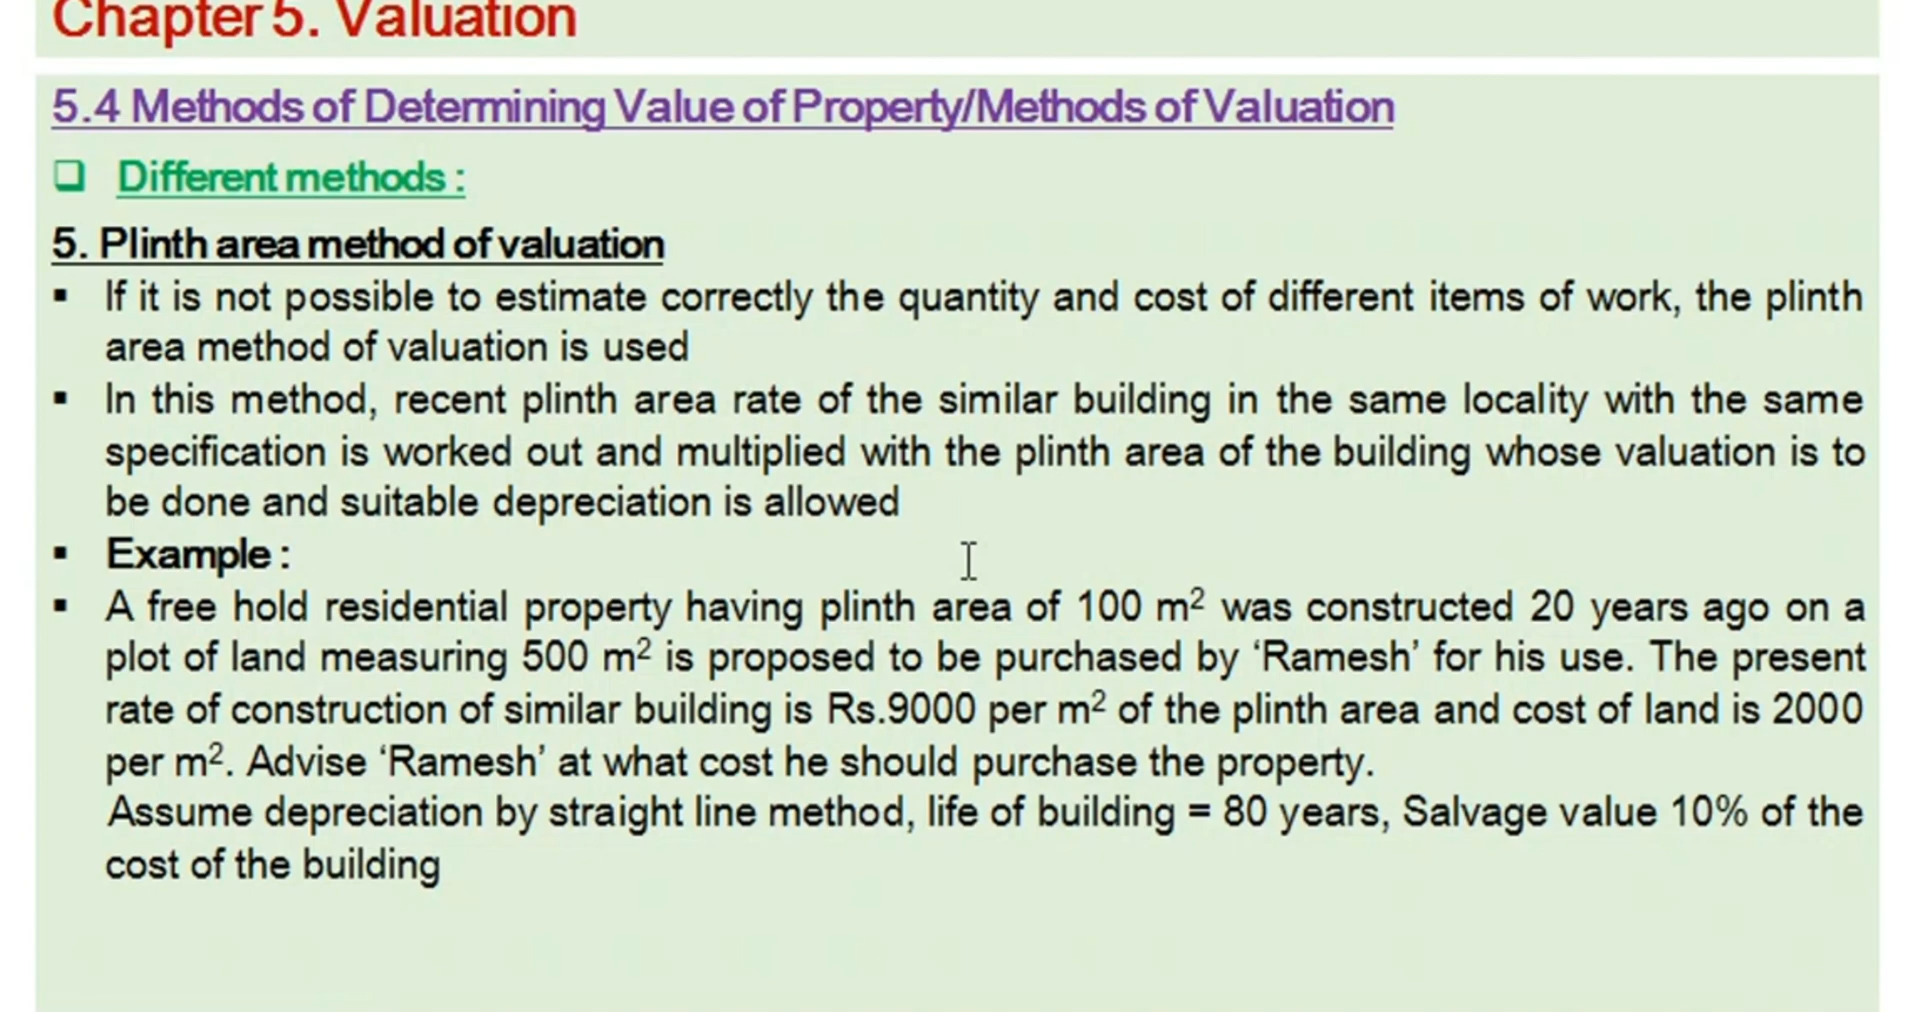 Chapter 5. Valuation
5.4 Methods of Determining Value of Property/Methods of Valuation
❑ Different methods :
5. Plinth area method of valuation
▪ If it is not possible to estimate correctly the quantity and cost of different items of work, the plinth
area method of valuation is used
▪ In this method, recent plinth area rate of the similar building in the same locality with the same
specification is worked out and multiplied with the plinth area of the building whose valuation is to
be done and suitable depreciation is allowed
▪ Example :
▪ A free hold residential property having plinth area of 100 m² was constructed 20 years ago on a
plot of land measuring 500 m² is proposed to be purchased by ‘Ramesh’ for his use. The present
rate of construction of similar building is Rs.9000 per m² of the plinth area and cost of land is 2000
per m². Advise ‘Ramesh’ at what cost he should purchase the property.
Assume depreciation by straight line method, life of building = 80 years, Salvage value 10% of the
cost of the building